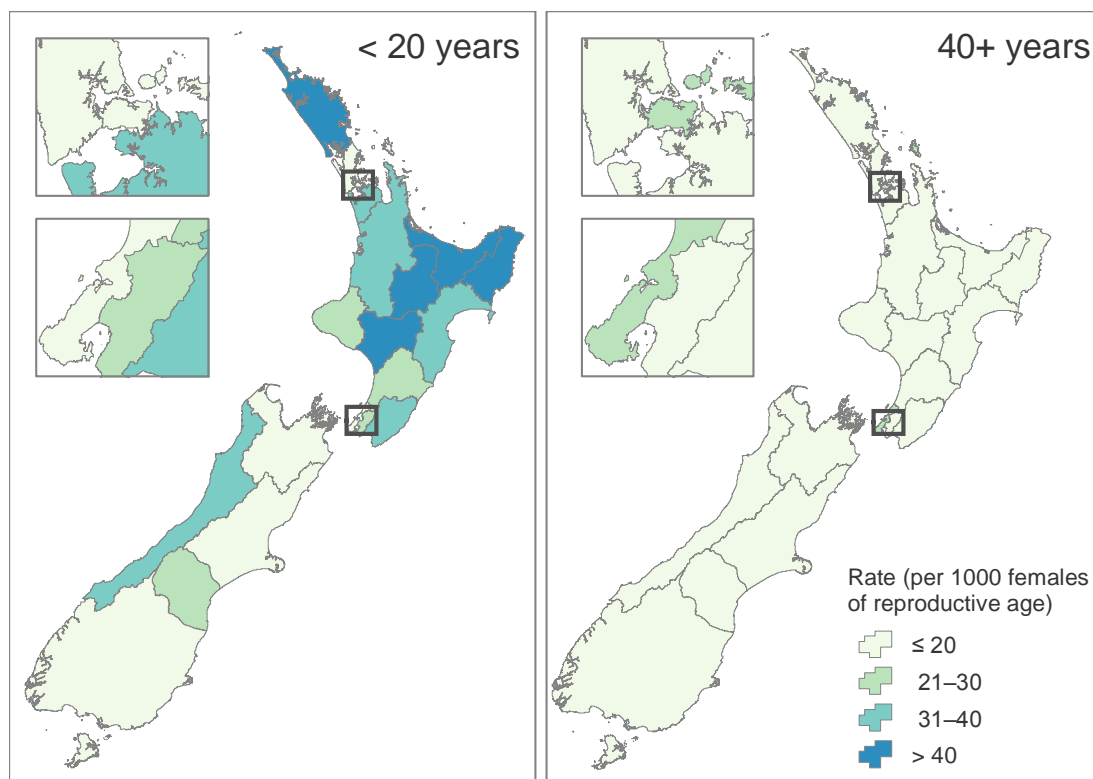 < 20 years
40+ years
Rate (per 1000 females
of reproductive age)
≤ 20
21–30
31–40
> 40